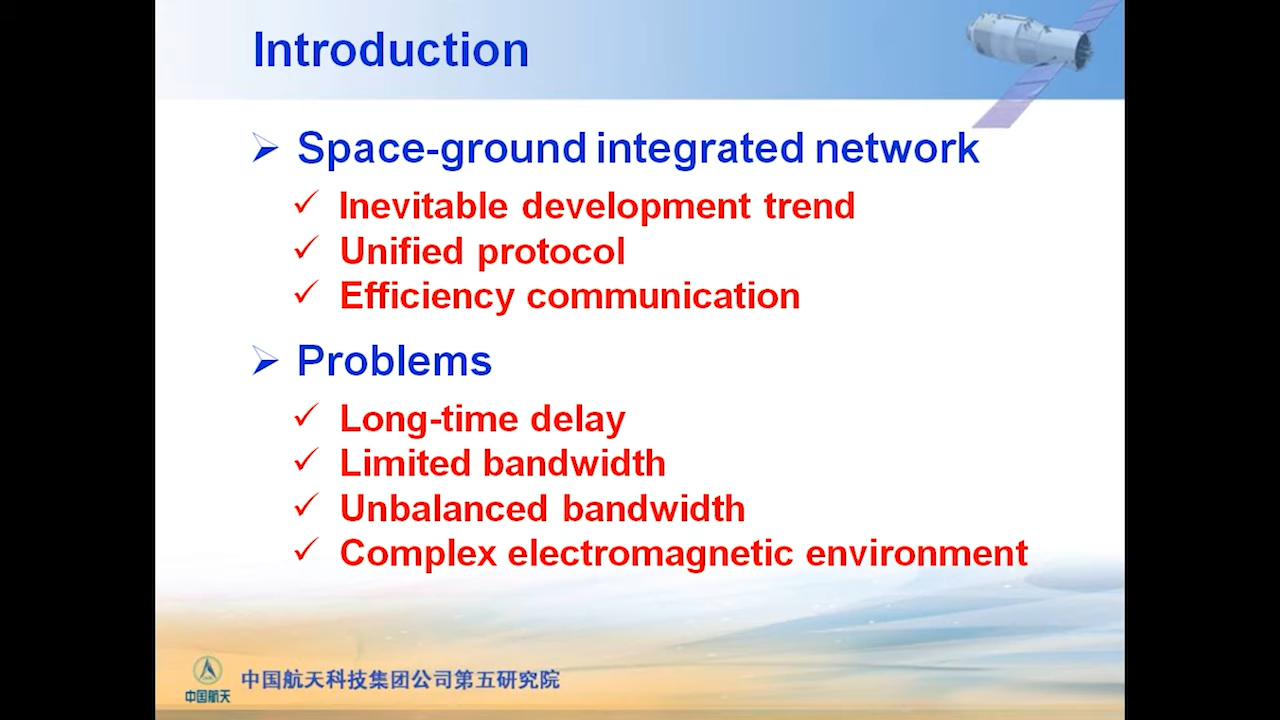 Introduction
Space-ground integrated network
Inevitable development trend
Unified protocol
Efficiency communication
Problems
Long-time delay
Limited bandwidth
Unbalanced bandwidth
Complex electromagnetic environment
中国航天
中国航天科技集团公司第五研究院